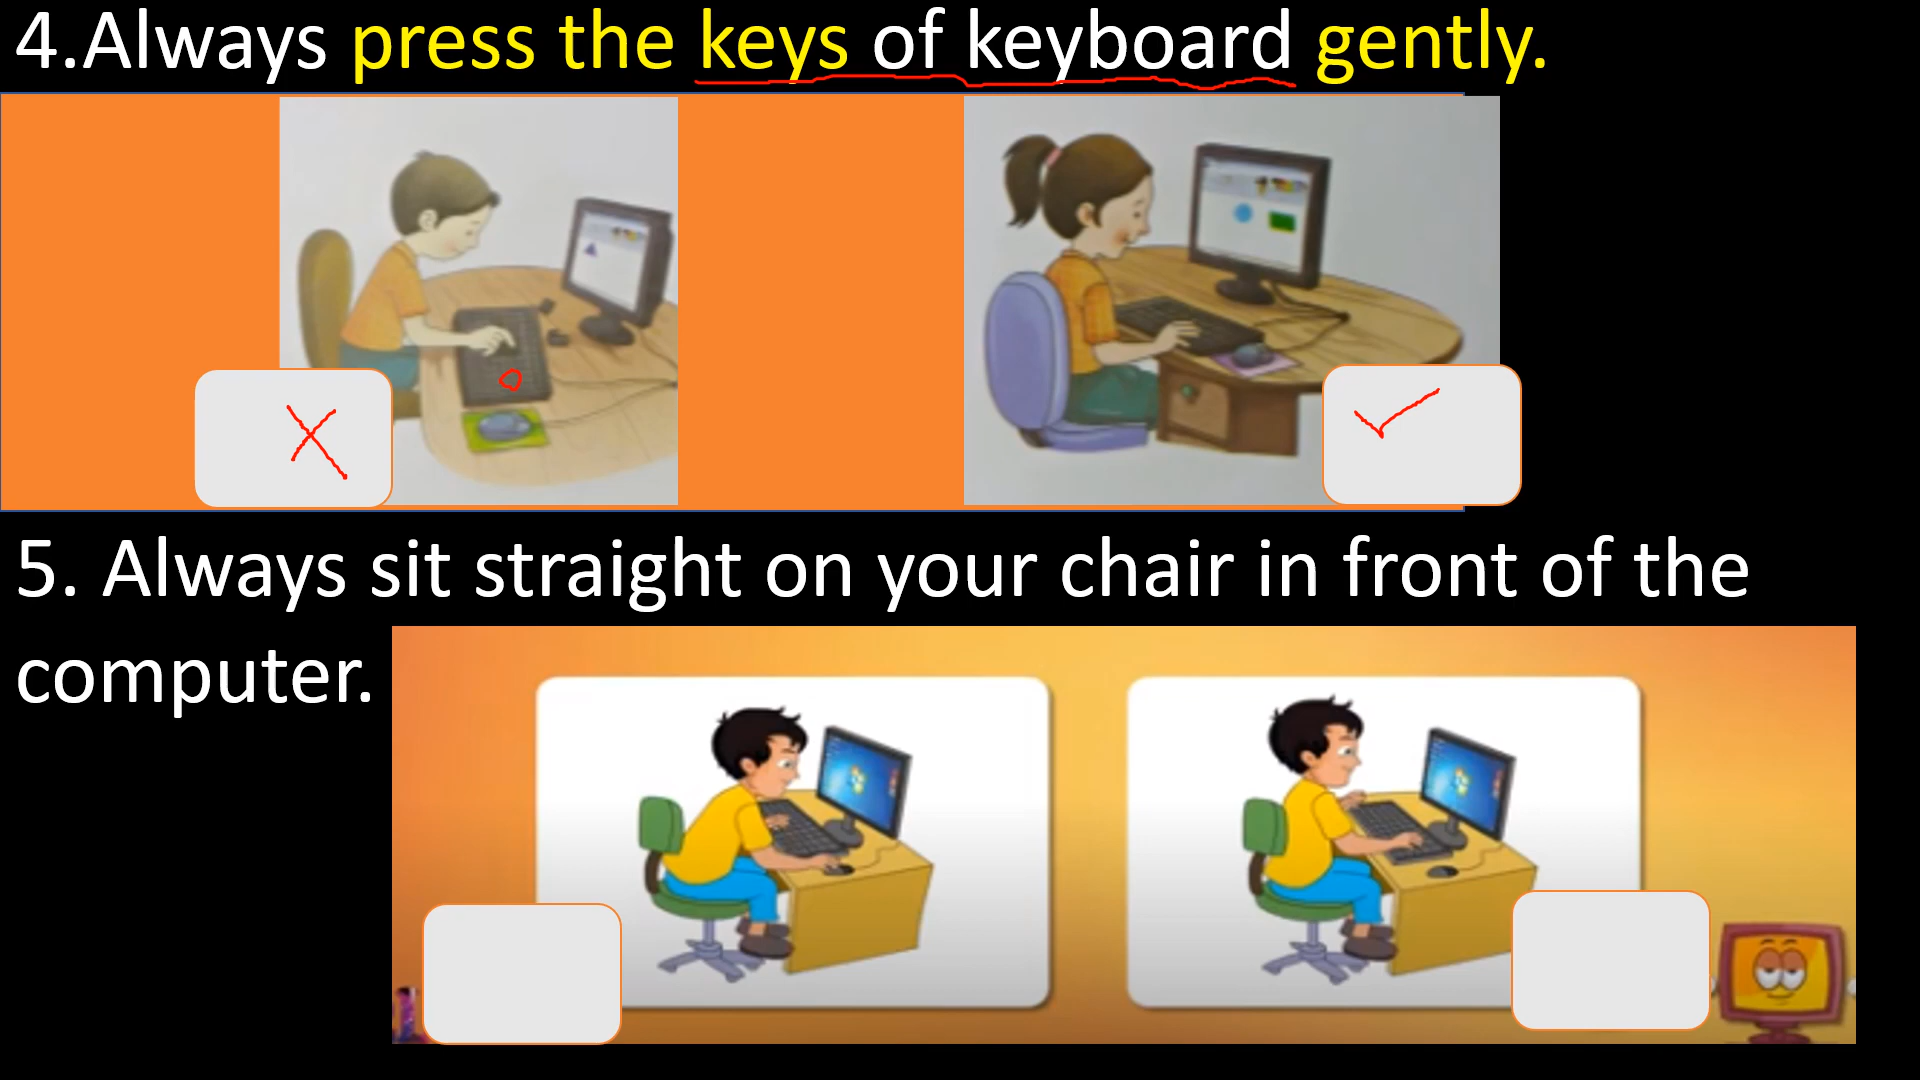 4.Always press the keys of keyboard gently.
5. Always sit straight on your chair in front of the
computer.